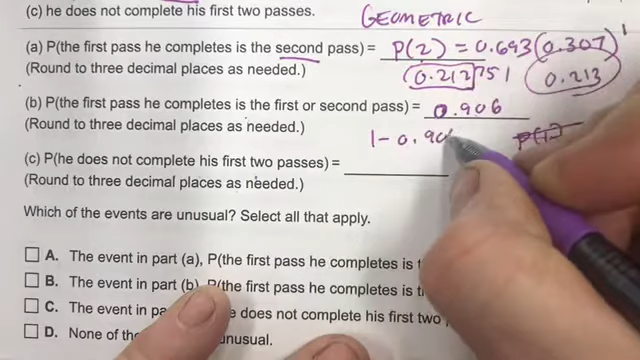 (c) he does not complete his first two passes.
GEOMETRIC
(a) P(the first pass he completes is the second pass) = P(2) = 0.693(0.307)¹
(Round to three decimal places as needed.) (0.212751 0.213
(b) P(the first pass he completes is the first or second pass) = 0.906
(Round to three decimal places as needed.)
1 - 0.90
(c) P(he does not complete his first two passes) =
(Round to three decimal places as needed.)
Which of the events are unusual? Select all that apply.
A. The event in part (a), P(the first pass he completes is
B. The event in part (b), P(the first pass he completes is
C. The event in does not complete his first two
D. None of unusual.